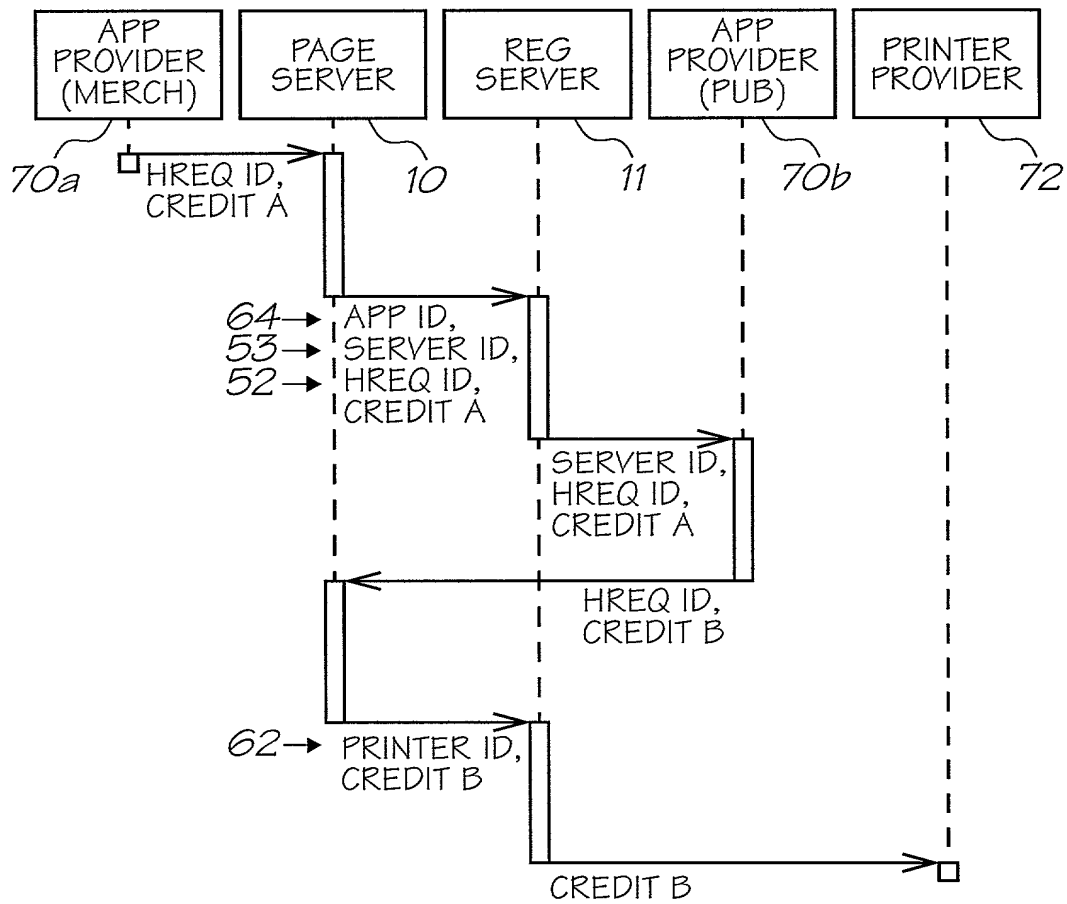 APP
PROVIDER
(MERCH)
PAGE
SERVER
REG
SERVER
APP
PROVIDER
(PUB)
PRINTER
PROVIDER
70a
10
11
70b
72
HREQ ID,
CREDIT A
64
APP ID,
53
SERVER ID,
52
HREQ ID,
CREDIT A
SERVER ID,
HREQ ID,
CREDIT A
HREQ ID,
CREDIT B
62
PRINTER ID,
CREDIT B
CREDIT B